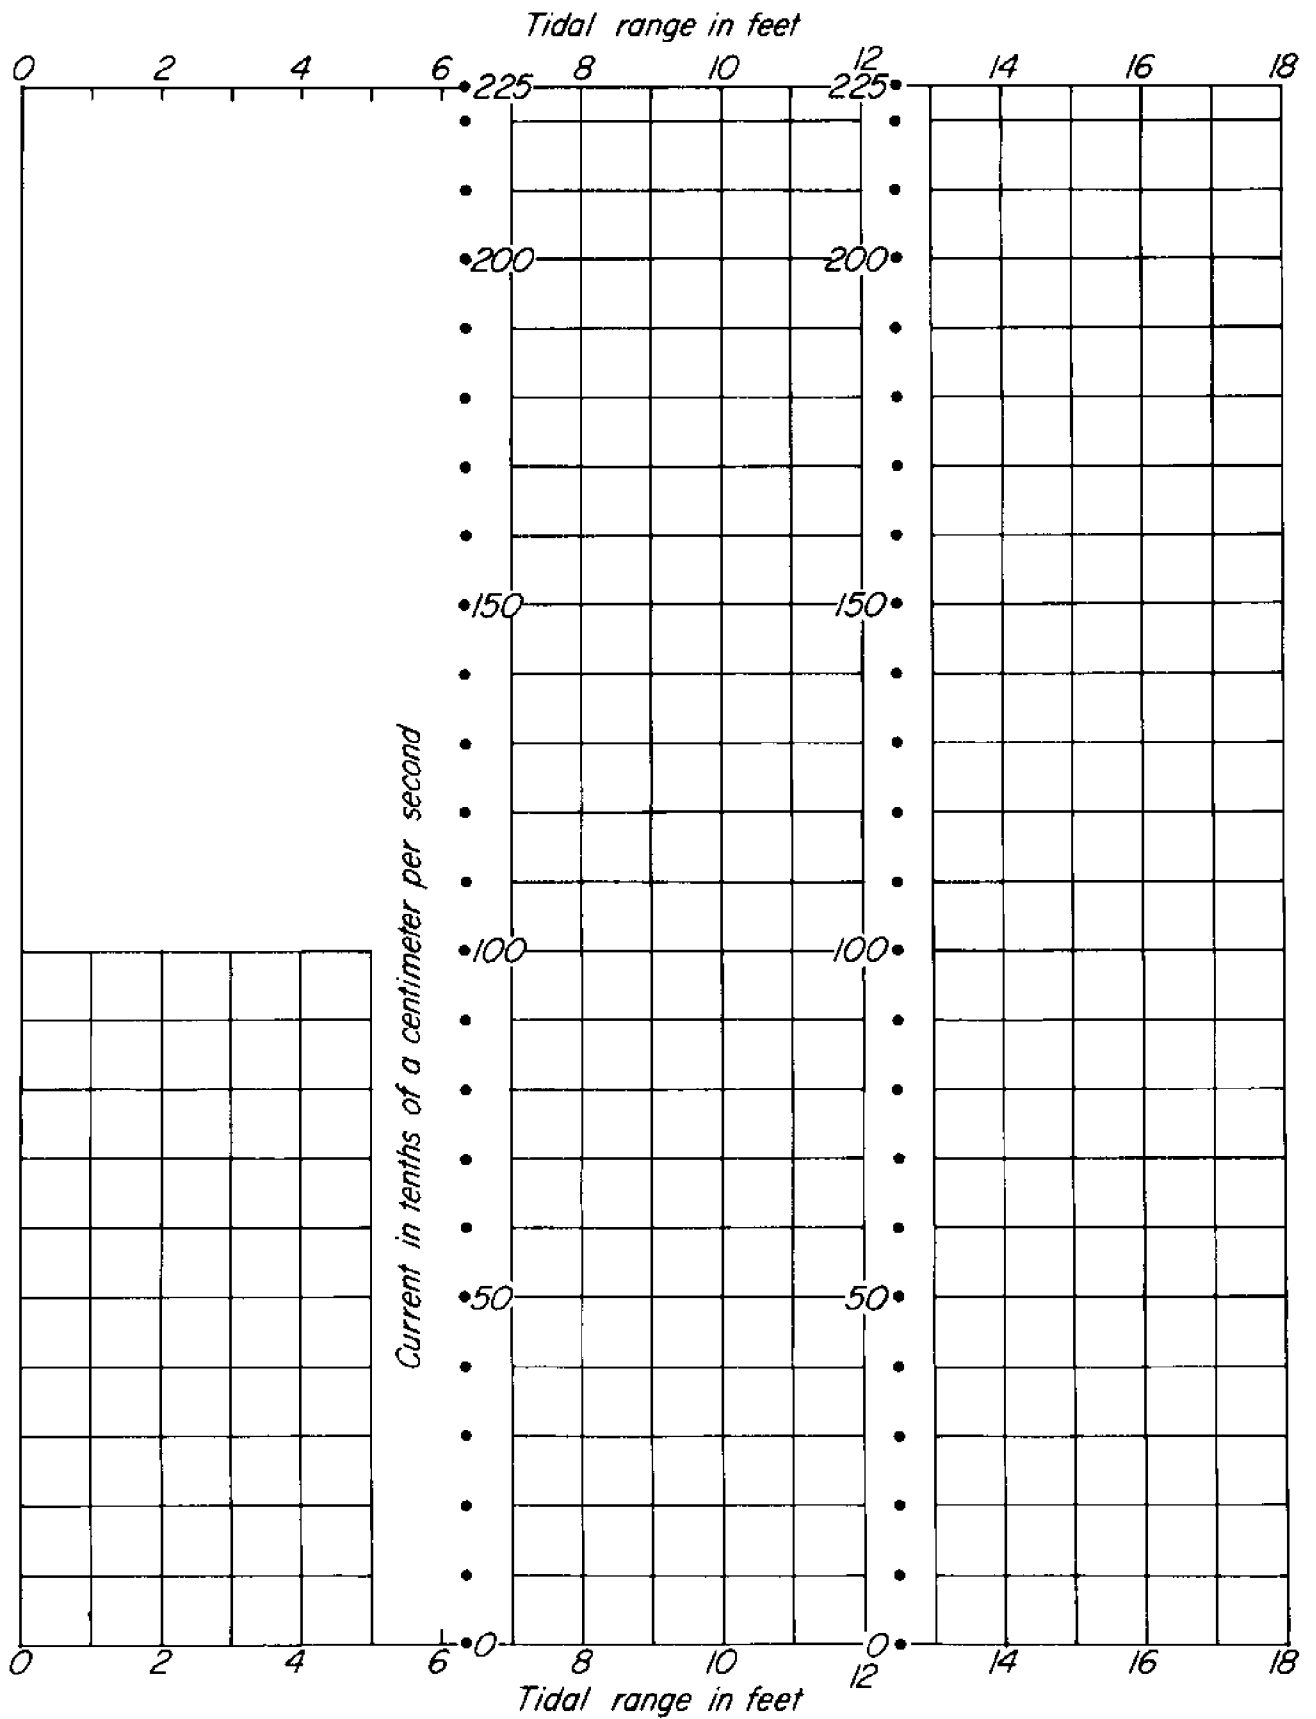 Tidal range in feet
0 2 4 6 8 10 12 14 16 18
225 225
200 200
150 150
Current in tenths of a centimeter per second
100 100
50 50
0 0
0 2 4 6 8 10 12 14 16 18
Tidal range in feet